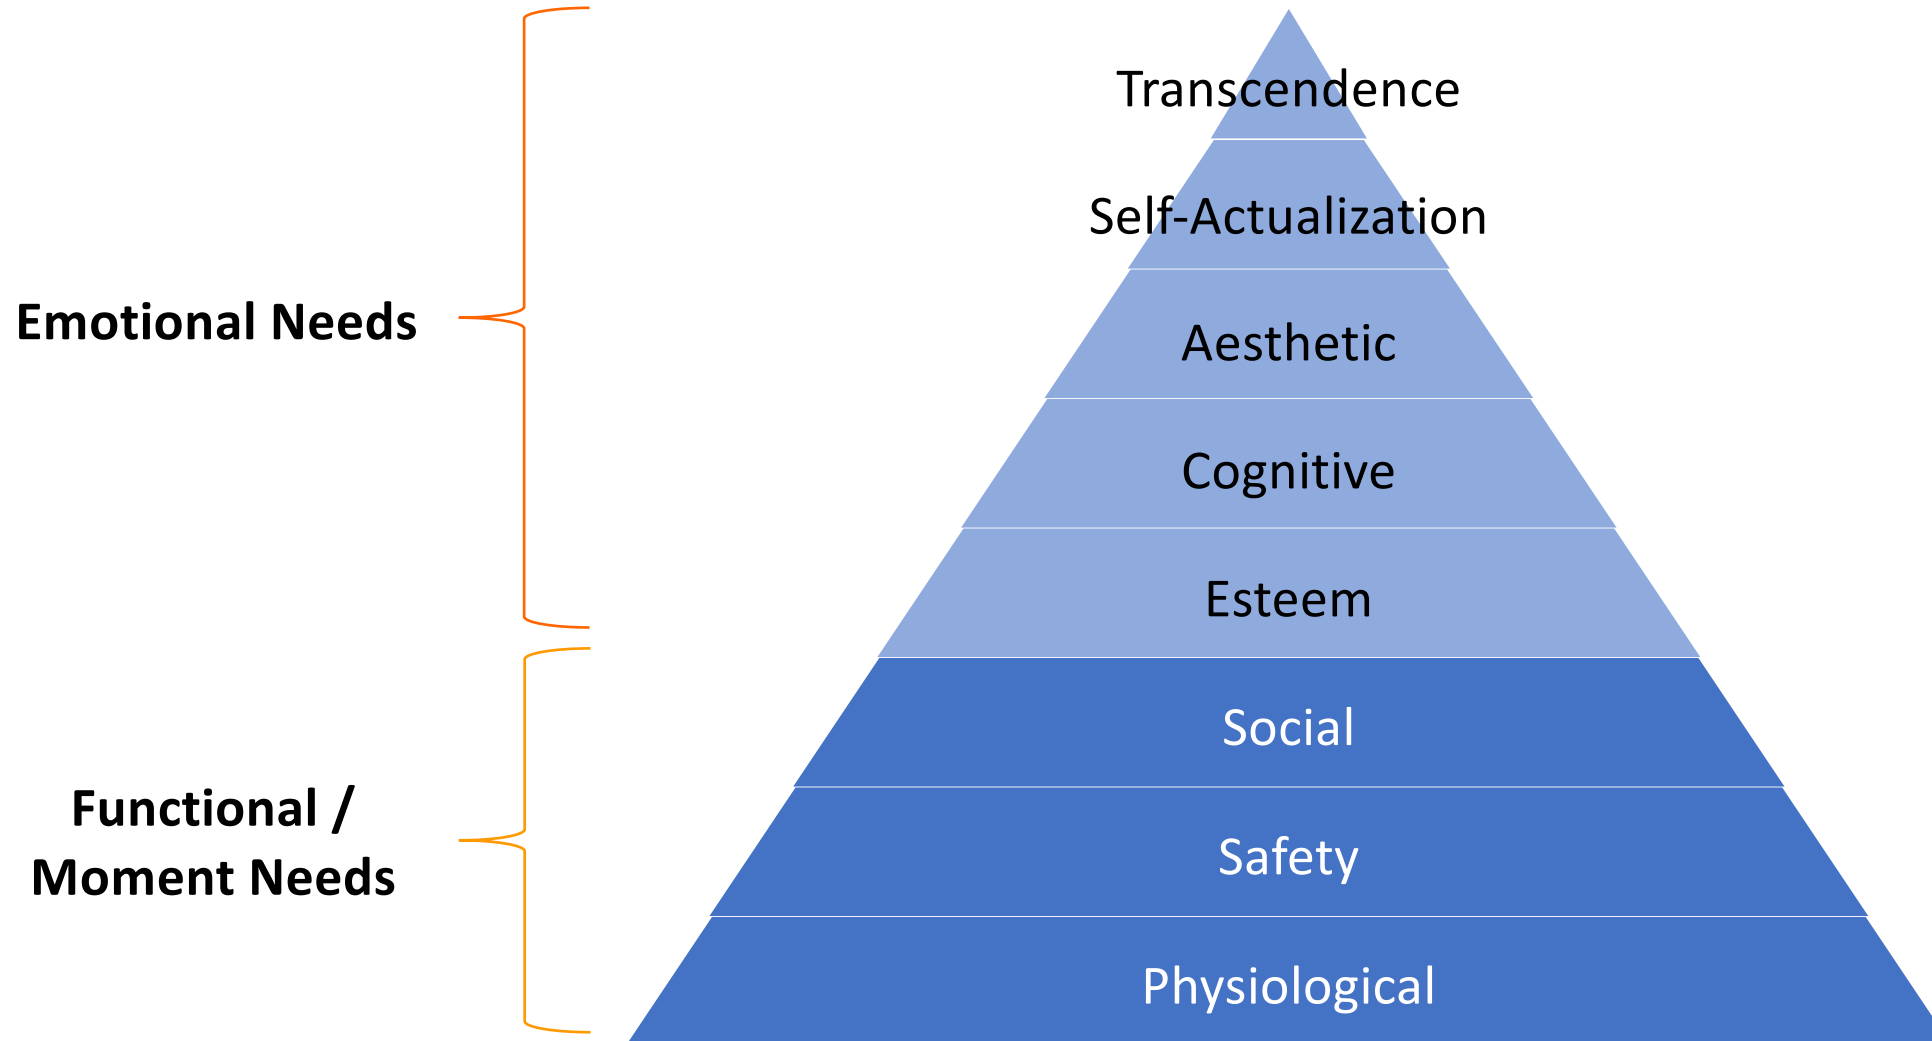 Transcendence
Self-Actualization
Emotional Needs
Aesthetic
Cognitive
Esteem
Social
Functional /
Moment Needs
Safety
Physiological